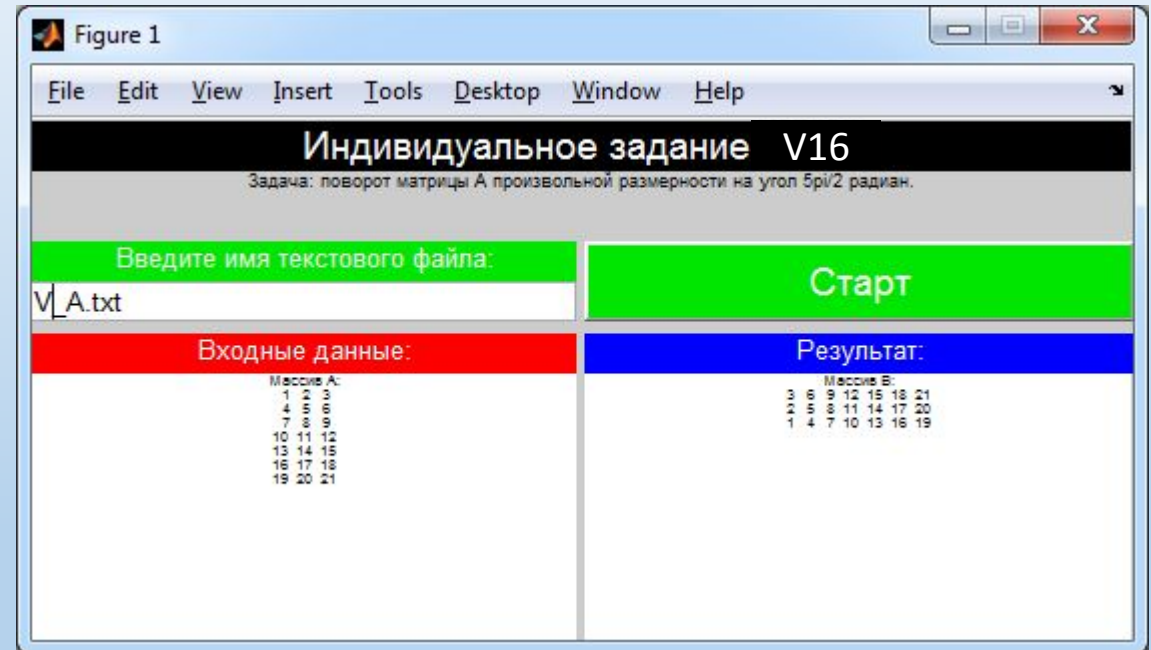 Figure 1
File Edit View Insert Tools Desktop Window Help
Индивидуальное задание V16
Задача: поворот матрицы A произвольной размерности на угол 5pi/2 радиан.
Введите имя текстового файла:
V_A.txt
Старт
Входные данные:
Массив A:
1 2 3
4 5 6
7 8 9
10 11 12
13 14 15
16 17 18
19 20 21
Результат:
Массив B:
3 6 9 12 15 18 21
2 5 8 11 14 17 20
1 4 7 10 13 16 19